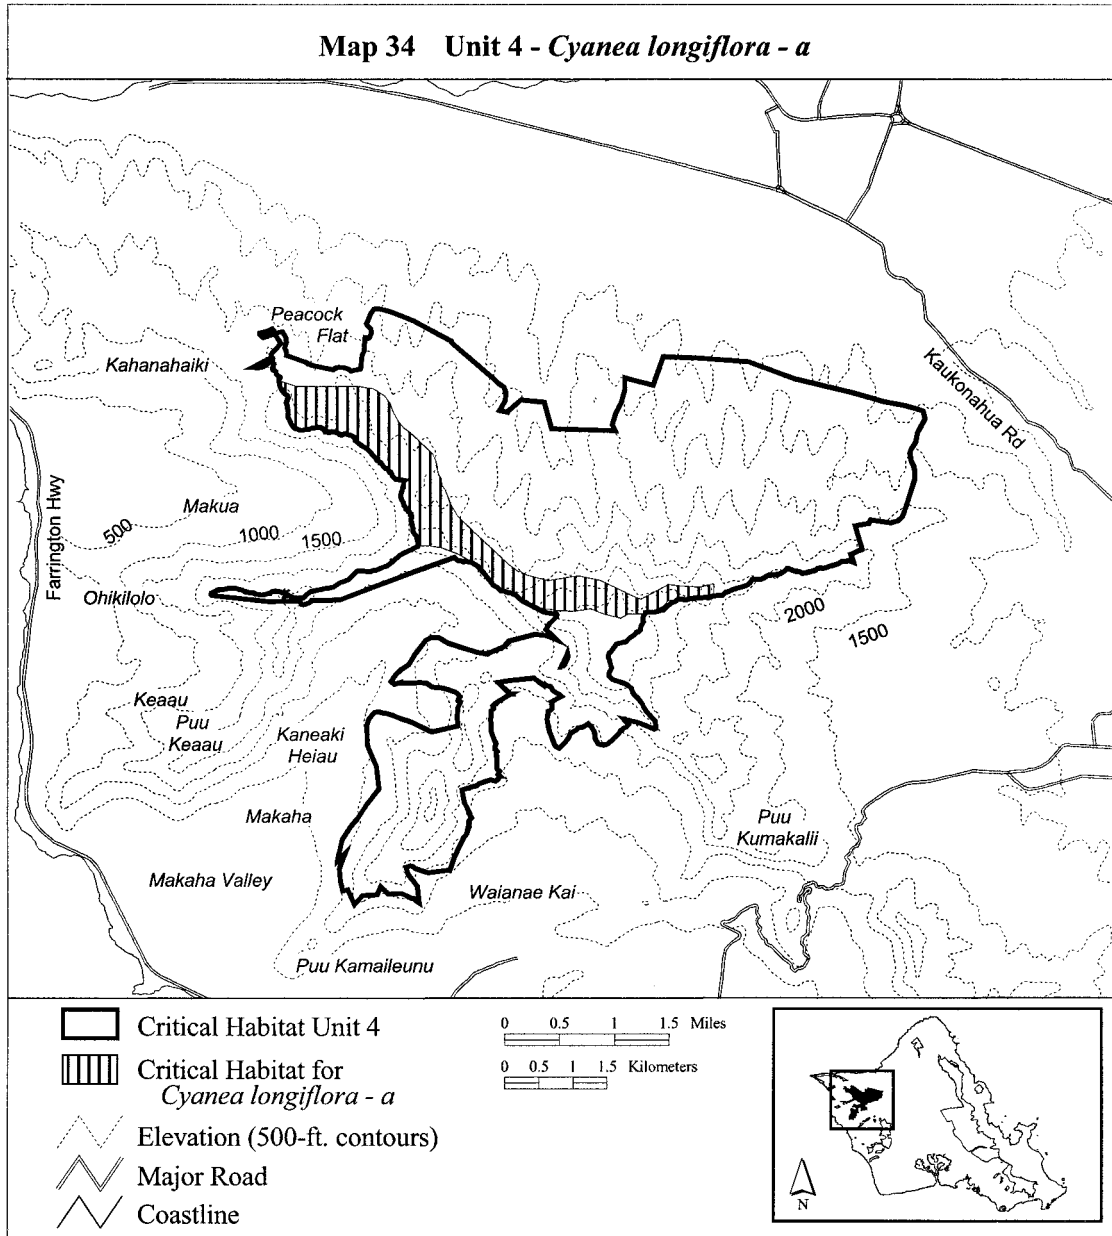 Map 34 Unit 4 - Cyanea longiflora - a
Peacock
Flat
Kahanahaiki
Kaukonahua Rd
Farrington Hwy
Makua
500
1000
1500
Ohikilolo
2000
1500
Keaau
Puu
Keaau
Kaneaki
Heiau
Makaha
Puu
Kumakalii
Makaha Valley
Waianae Kai
Puu Kamaileunu
Critical Habitat Unit 4
Critical Habitat for
Cyanea longiflora - a
Elevation (500-ft. contours)
Major Road
Coastline
0 0.5 1 1.5 Miles
0 0.5 1 1.5 Kilometers
N